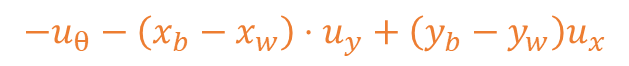 −u_θ − (x_b − x_w) · u_y + (y_b − y_w)u_x